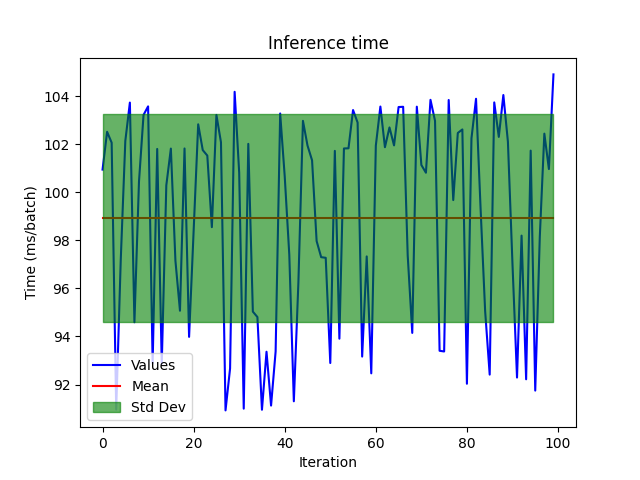 Inference time
Time (ms/batch)
104
102
100
98
96
94
92
Values
Mean
Std Dev
0 20 40 60 80 100
Iteration